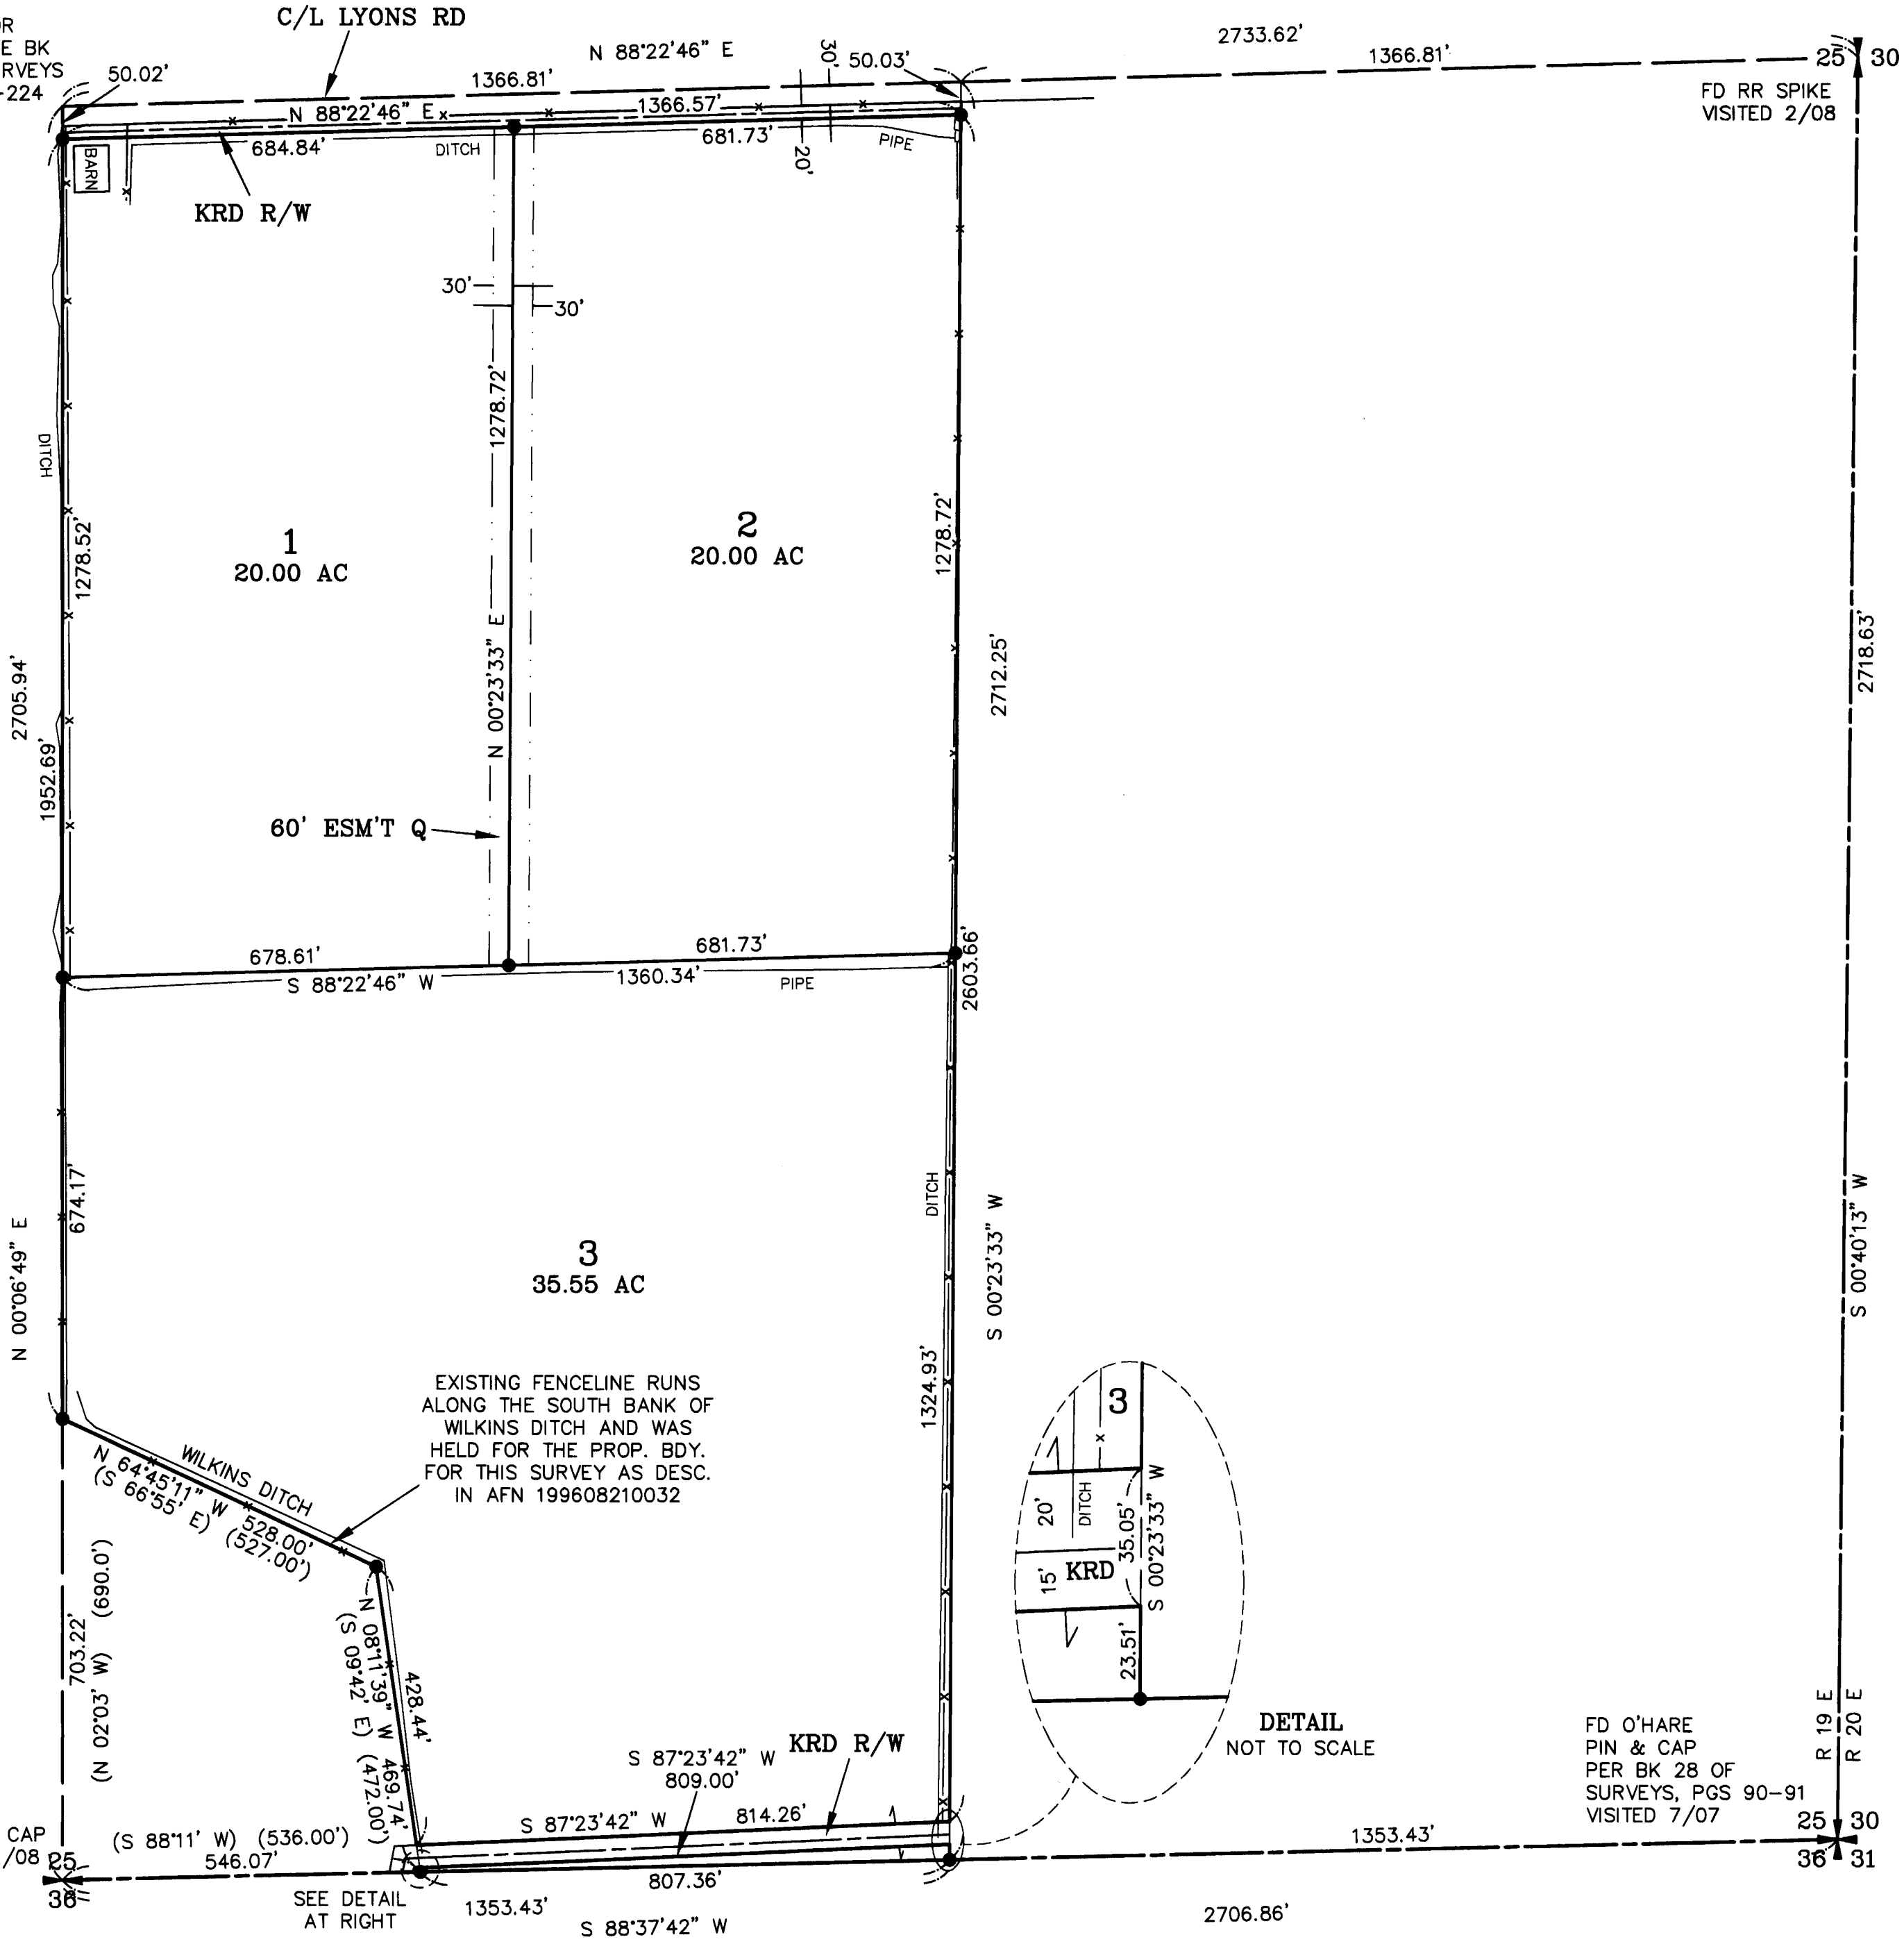 OR
E BK
RVEYS
-224
C/L LYONS RD
50.02'
1366.81'
N 88°22'46" E
30'
50.03'
2733.62'
1366.81'
25 30
FD RR SPIKE
VISITED 2/08
N 88°22'46" E
1366.57'
684.84'
DITCH
681.73'
20'
PIPE
BARN
KRD R/W
30'
30'
1278.72'
DITCH
1278.52'
1
20.00 AC
2
20.00 AC
1278.72'
2705.94'
1952.69'
N 00°23'33" E
2712.25'
2718.63'
60' ESM'T Q
678.61'
681.73'
S 88°22'46" W
1360.34'
PIPE
2603.66'
674.17'
N 00°06'49" E
DITCH
S 00°23'33" W
S 00°40'13" W
3
35.55 AC
1324.93'
EXISTING FENCELINE RUNS
ALONG THE SOUTH BANK OF
WILKINS DITCH AND WAS
HELD FOR THE PROP. BDY.
FOR THIS SURVEY AS DESC.
IN AFN 199608210032
WILKINS DITCH
N 64°45'11" W 528.00'
(S 66°55' E) (527.00')
703.22'
(N 02°03' W) (690.0')
428.44'
N 08°11'39" W 469.74'
(S 09°42' E) (472.00')
3
20'
DITCH
35.05'
S 00°23'33" W
15'
KRD
23.51'
DETAIL
NOT TO SCALE
S 87°23'42" W
809.00'
KRD R/W
S 87°23'42" W
814.26'
FD O'HARE
PIN & CAP
PER BK 28 OF
SURVEYS, PGS 90-91
VISITED 7/07
R 19 E
R 20 E
25 30
36 31
CAP
/08
25
36
(S 88°11' W) (536.00')
546.07'
807.36'
1353.43'
SEE DETAIL
AT RIGHT
1353.43'
S 88°37'42" W
2706.86'